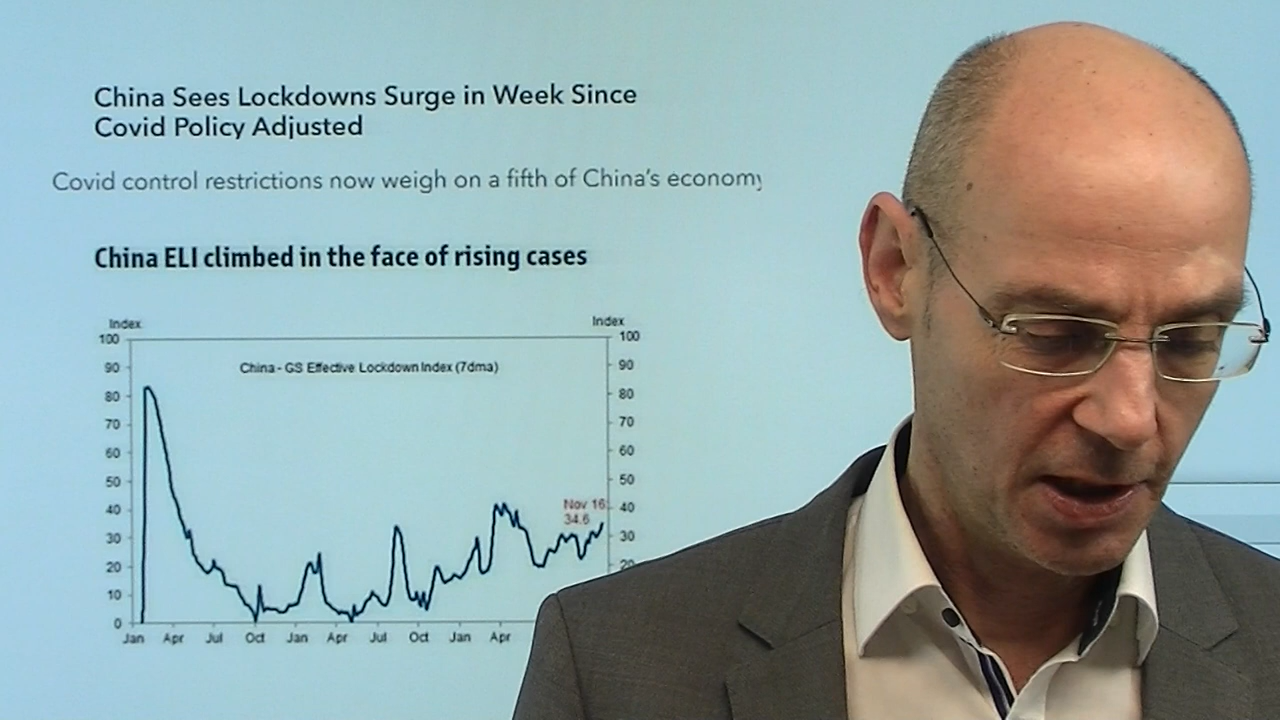 China Sees Lockdowns Surge in Week Since
Covid Policy Adjusted
Covid control restrictions now weigh on a fifth of China's economy
China ELI climbed in the face of rising cases
Index Index
100 100
China - GS Effective Lockdown Index (7dma)
90 90
80 80
70 70
60 60
50 50
Nov 16:
34.6
40 40
30 30
20 20
10
0
Jan Apr Jul Oct Jan Apr Jul Oct Jan Apr